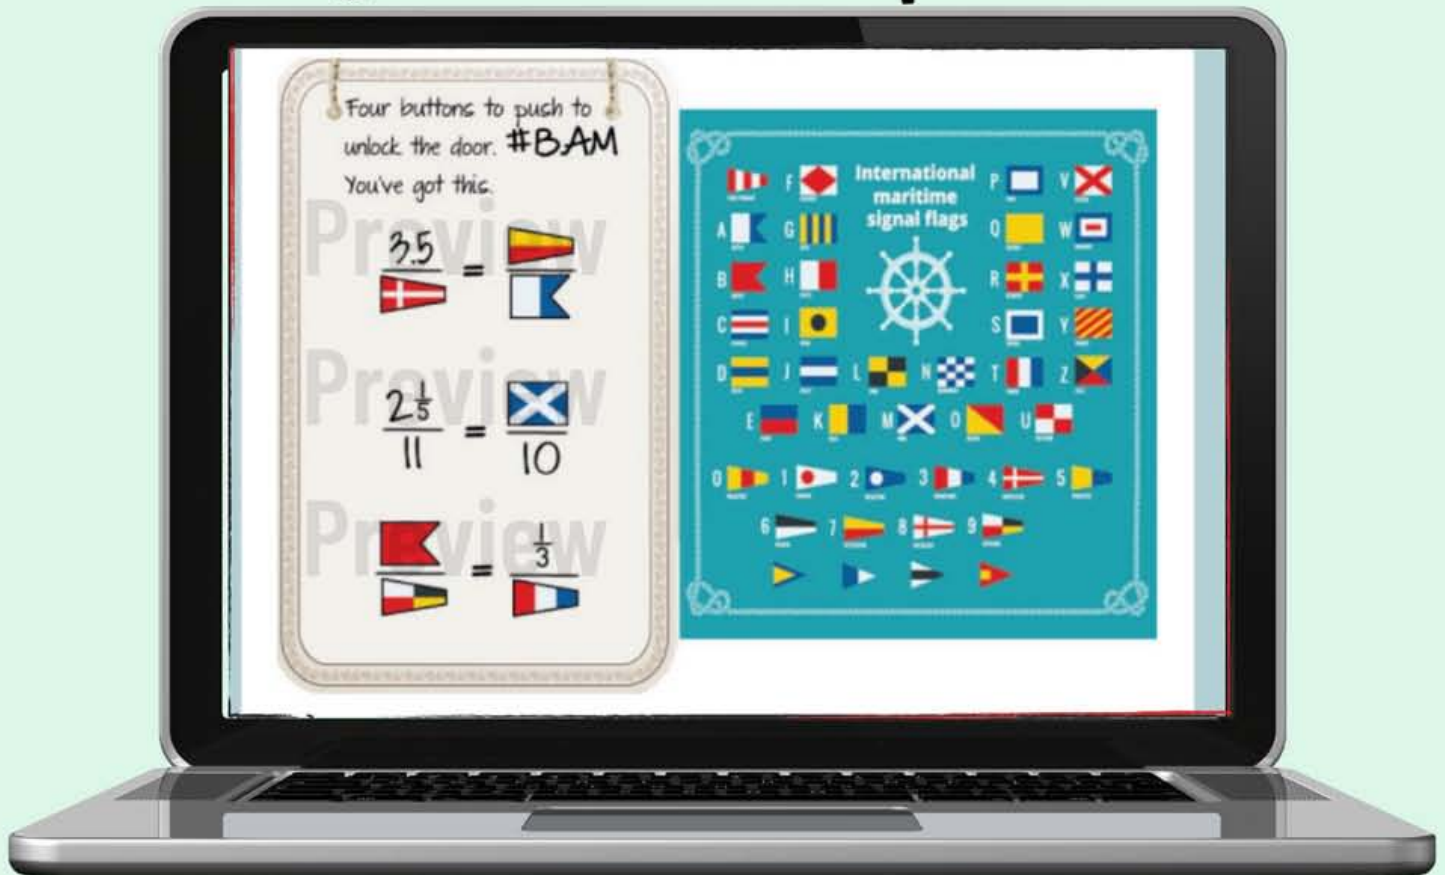 Four buttons to push to
unlock the door. #BAM
You've got this.
Preview
3.5
=
Preview
2 1/5
11
=
10
Preview
=
1/3
International
maritime
signal flags
F
P
V
A
G
Q
W
B
H
R
X
C
I
S
Y
D
J
L
N
T
Z
E
K
M
O
U
0
1
2
3
4
5
6
7
8
9